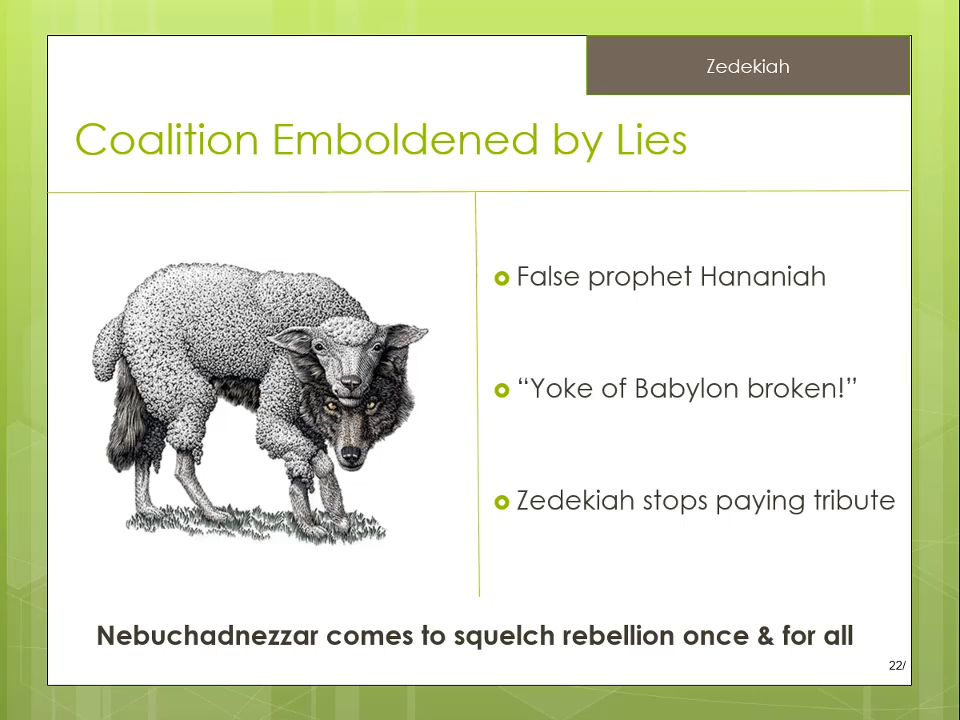 Zedekiah
Coalition Emboldened by Lies
False prophet Hananiah
“Yoke of Babylon broken!”
Zedekiah stops paying tribute
Nebuchadnezzar comes to squelch rebellion once & for all
22/